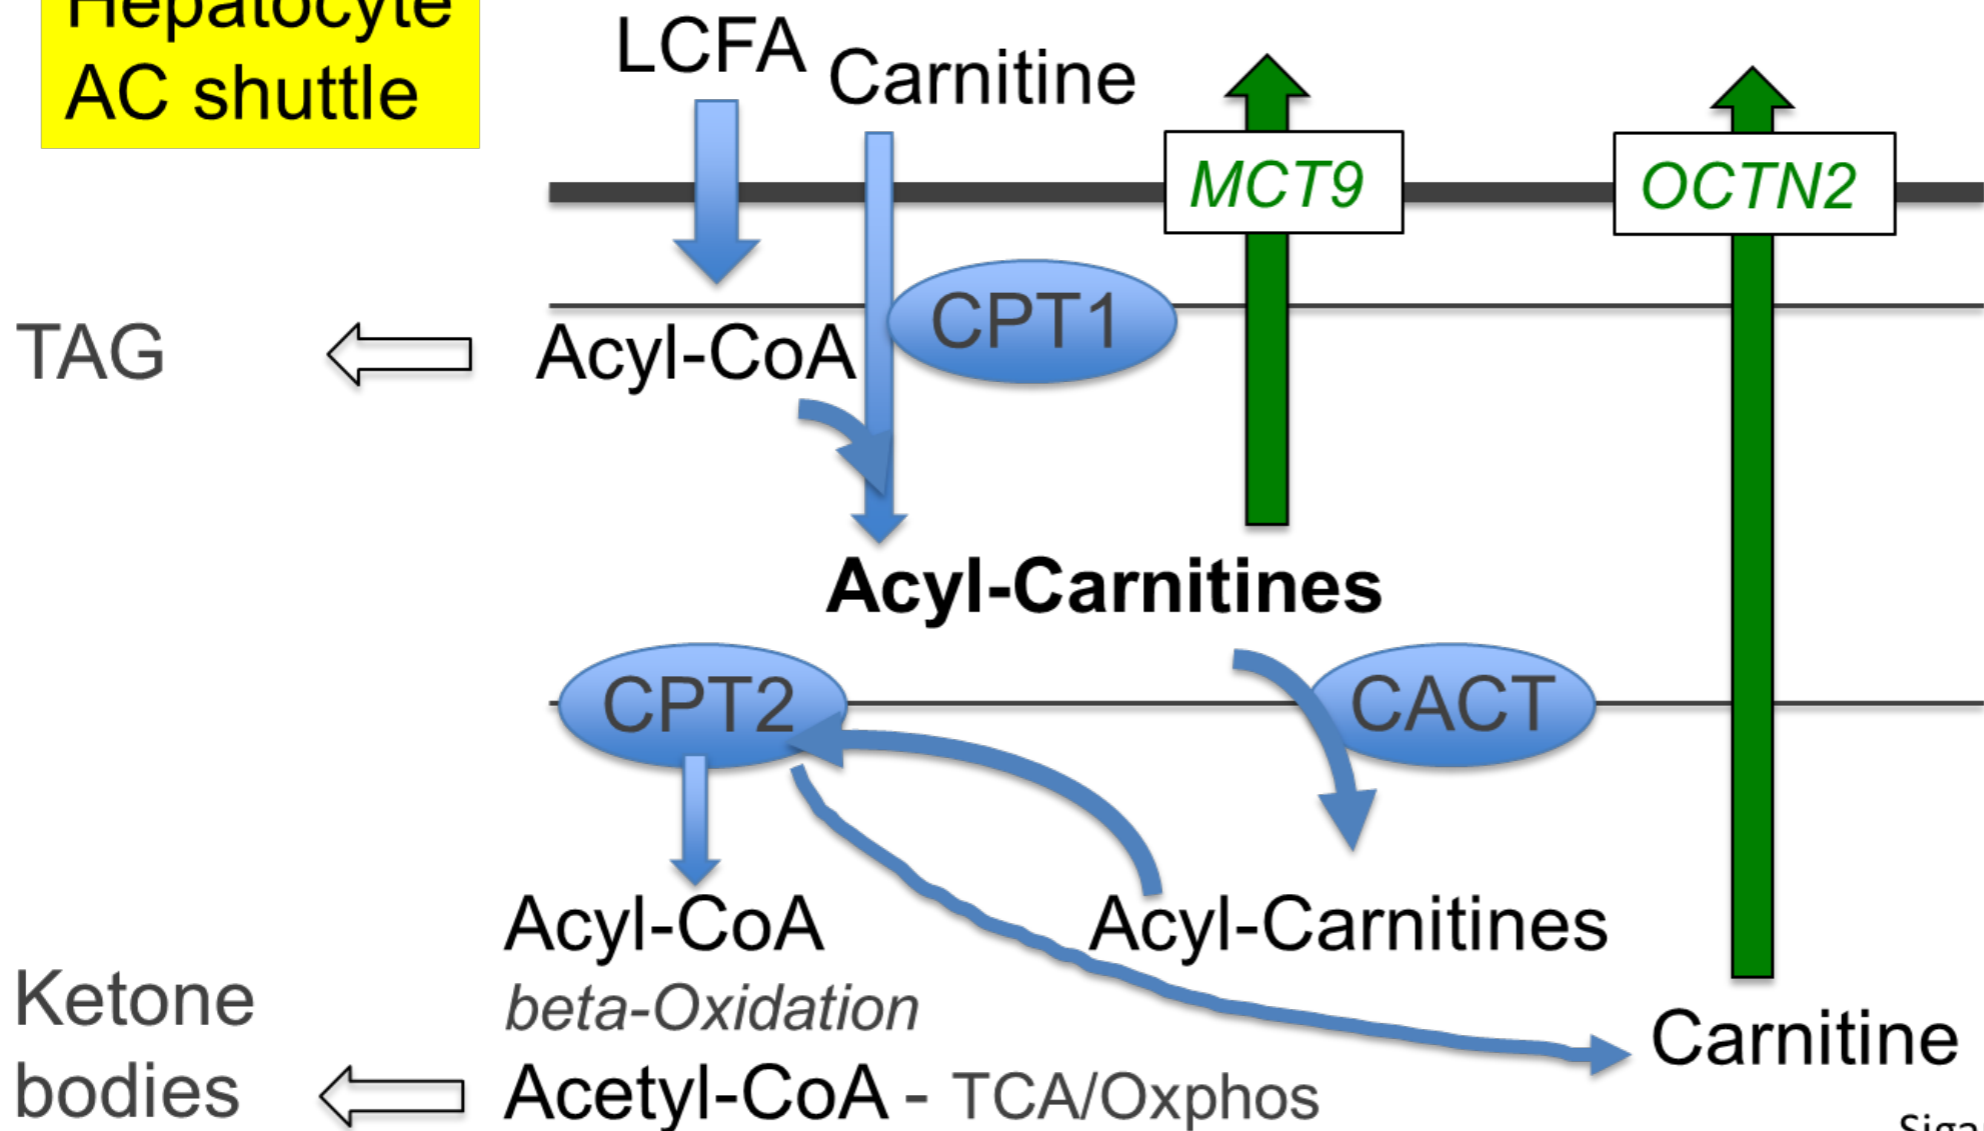 Hepatocyte
AC shuttle
LCFA
Carnitine
MCT9
OCTN2
CPT1
TAG
Acyl-CoA
Acyl-Carnitines
CPT2
CACT
Acyl-CoA
Acyl-Carnitines
beta-Oxidation
Ketone
bodies
Carnitine
Acetyl-CoA - TCA/Oxphos